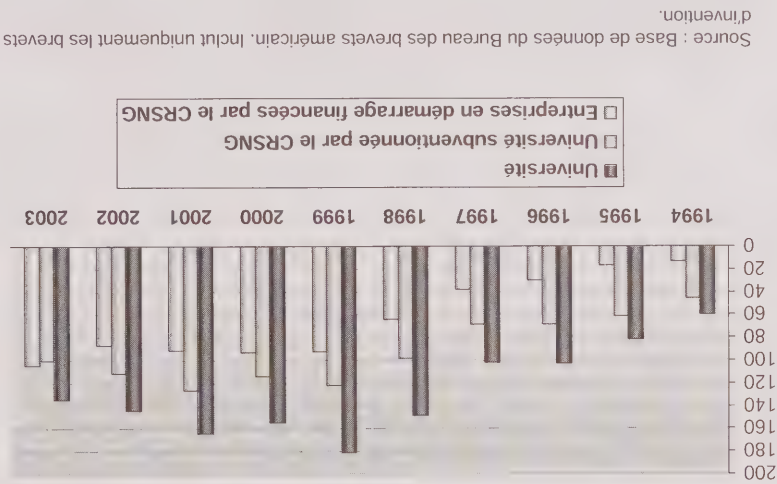 200
180
160
140
120
100
80
60
40
20
0
1994 1995 1996 1997 1998 1999 2000 2001 2002 2003
Université
Université subventionnée par le CRSNG
Entreprises en démarrage financées par le CRSNG
Source : Base de données du Bureau des brevets américain. Inclut uniquement les brevets
d'invention.